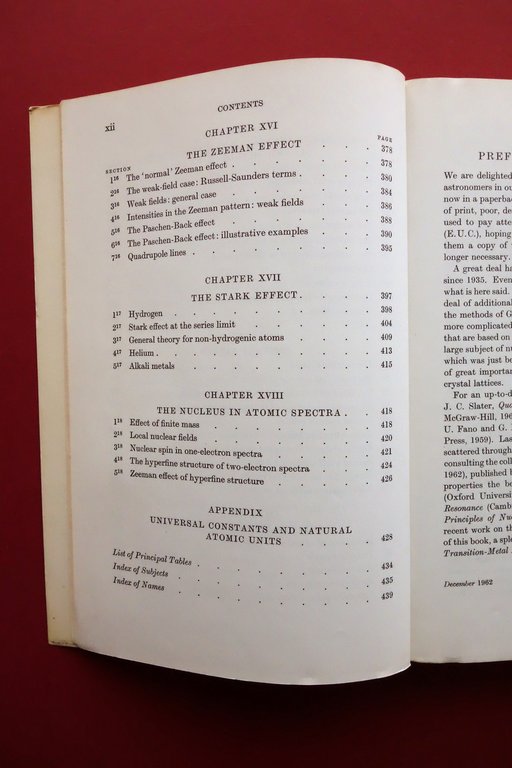 xii
CONTENTS
CHAPTER XVI
PAGE
THE ZEEMAN EFFECT . . . 378
SECTION
1¹⁶ The 'normal' Zeeman effect . . . . . 378
2¹⁶ The weak-field case: Russell-Saunders terms . . . . 380
3¹⁶ Weak fields: general case . . . . . 384
4¹⁶ Intensities in the Zeeman pattern: weak fields . . . 386
5¹⁶ The Paschen-Back effect . . . . . 388
6¹⁶ The Paschen-Back effect: illustrative examples . . . 390
7¹⁶ Quadrupole lines . . . . . . 395
CHAPTER XVII
THE STARK EFFECT . . . 397
1¹⁷ Hydrogen . . . . . . . 398
2¹⁷ Stark effect at the series limit . . . . . 404
3¹⁷ General theory for non-hydrogenic atoms . . . . 409
4¹⁷ Helium . . . . . . . 413
5¹⁷ Alkali metals . . . . . . 415
CHAPTER XVIII
THE NUCLEUS IN ATOMIC SPECTRA . . 418
1¹⁸ Effect of finite mass . . . . . . 418
2¹⁸ Local nuclear fields . . . . . . 420
3¹⁸ Nuclear spin in one-electron spectra . . . . 421
4¹⁸ The hyperfine structure of two-electron spectra . . . 424
5¹⁸ Zeeman effect of hyperfine structure . . . . 426
APPENDIX
UNIVERSAL CONSTANTS AND NATURAL
ATOMIC UNITS . . . . 428
List of Principal Tables . . . . . . 434
Index of Subjects . . . . . . 435
Index of Names . . . . . . 439
PREF
We are delighted
astronomers in ou
now in a paperba
of print, poor, de
used to pay atte
(E.U.C.), hoping
them a copy of
longer necessary.
A great deal ha
since 1935. Even
what is here said.
deal of additional
the methods of G
more complicated
that are based on
large subject of nu
which was just be
of great importan
crystal lattices.
For an up-to-d
J. C. Slater, Qua
McGraw-Hill, 196
U. Fano and G.
Press, 1959). Las
scattered through
consulting the coll
1962), published b
properties the be
(Oxford Universi
Resonance (Camb
Principles of Nuc
recent work on th
of this book, a sple
Transition-Metal
December 1962